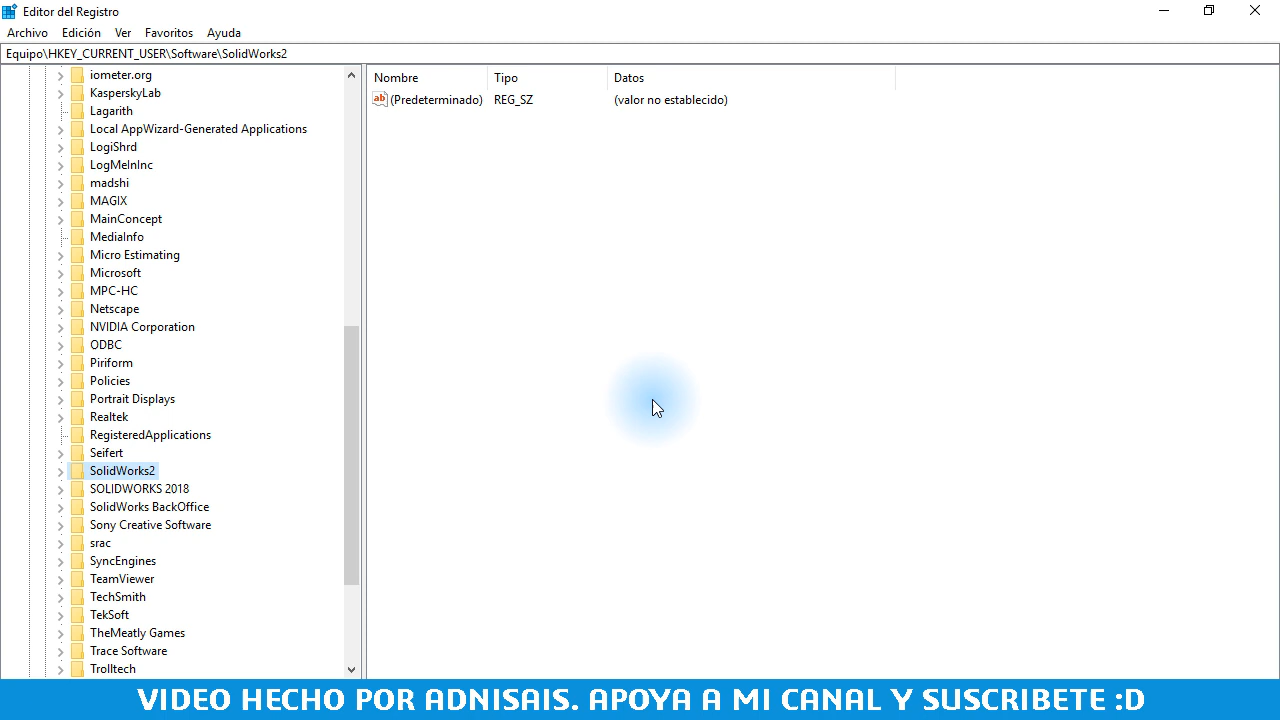 Editor del Registro
Archivo Edición Ver Favoritos Ayuda
Equipo\HKEY_CURRENT_USER\Software\SolidWorks2
Nombre Tipo Datos
ab (Predeterminado) REG_SZ (valor no establecido)
iometer.org
KasperskyLab
Lagarith
Local AppWizard-Generated Applications
LogiShrd
LogMeInInc
madshi
MAGIX
MainConcept
MediaInfo
Micro Estimating
Microsoft
MPC-HC
Netscape
NVIDIA Corporation
ODBC
Piriform
Policies
Portrait Displays
Realtek
RegisteredApplications
Seifert
SolidWorks2
SOLIDWORKS 2018
SolidWorks BackOffice
Sony Creative Software
srac
SyncEngines
TeamViewer
TechSmith
TekSoft
TheMeatly Games
Trace Software
Trolltech
VIDEO HECHO POR ADNISAIS. APOYA A MI CANAL Y SUSCRIBETE :D